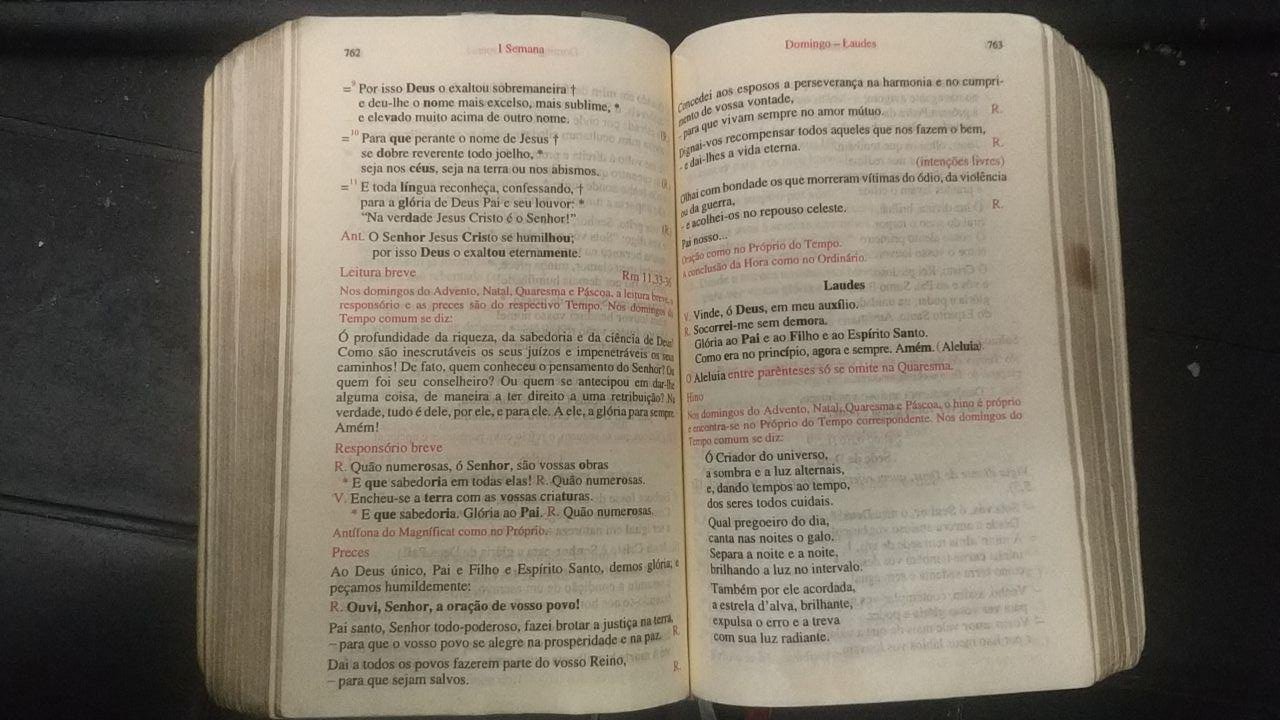 762
I Semana
=9 Por isso Deus o exaltou sobremaneira †
e deu-lhe o nome mais excelso, mais sublime, *
e elevado muito acima de outro nome.
=10 Para que perante o nome de Jesus †
se dobre reverente todo joelho, *
seja nos céus, seja na terra ou nos abismos.
=11 E toda língua reconheça, confessando, †
para a glória de Deus Pai e seu louvor: *
“Na verdade Jesus Cristo é o Senhor!”
Ant. O Senhor Jesus Cristo se humilhou;
por isso Deus o exaltou eternamente.
Leitura breve Rm 11,33-36
Nos domingos do Advento, Natal, Quaresma e Páscoa, a leitura breve, o
responsório e as preces são do respectivo Tempo. Nos domingos do
Tempo comum se diz:
Ó profundidade da riqueza, da sabedoria e da ciência de Deus!
Como são inescrutáveis os seus juízos e impenetráveis os seus
caminhos! De fato, quem conheceu o pensamento do Senhor? Ou
quem foi seu conselheiro? Ou quem se antecipou em dar-lhe
alguma coisa, de maneira a ter direito a uma retribuição? Na
verdade, tudo é dele, por ele, e para ele. A ele, a glória para sempre.
Amém!
Responsório breve
R. Quão numerosas, ó Senhor, são vossas obras
* E que sabedoria em todas elas! R. Quão numerosas.
V. Encheu-se a terra com as vossas criaturas.
* E que sabedoria. Glória ao Pai. R. Quão numerosas.
Antífona do Magníficat como no Próprio.
Preces
Ao Deus único, Pai e Filho e Espírito Santo, demos glória; e
peçamos humildemente:
R. Ouvi, Senhor, a oração de vosso povo!
Pai santo, Senhor todo-poderoso, fazei brotar a justiça na terra,
– para que o vosso povo se alegre na prosperidade e na paz. R.
Dai a todos os povos fazerem parte do vosso Reino,
– para que sejam salvos. R.
Domingo – Laudes
763
Concedei aos esposos a perseverança na harmonia e no cumpri-
mento de vossa vontade,
– para que vivam sempre no amor mútuo. R.
Dignai-vos recompensar todos aqueles que nos fazem o bem,
– e dai-lhes a vida eterna. R.
(intenções livres)
Olhai com bondade os que morreram vítimas do ódio, da violência
ou da guerra,
– e acolhei-os no repouso celeste. R.
Pai nosso...
Oração como no Próprio do Tempo.
A conclusão da Hora como no Ordinário.
Laudes
V. Vinde, ó Deus, em meu auxílio.
R. Socorrei-me sem demora.
Glória ao Pai e ao Filho e ao Espírito Santo.
Como era no princípio, agora e sempre. Amém. (Aleluia).
O Aleluia entre parênteses só se omite na Quaresma.
Hino
Nos domingos do Advento, Natal, Quaresma e Páscoa, o hino é próprio
e encontra-se no Próprio do Tempo correspondente. Nos domingos do
Tempo comum se diz:
Ó Criador do universo,
a sombra e a luz alternais,
e, dando tempos ao tempo,
dos seres todos cuidais.
Qual pregoeiro do dia,
canta nas noites o galo.
Separa a noite e a noite,
brilhando a luz no intervalo.
Também por ele acordada,
a estrela d’alva, brilhante,
expulsa o erro e a treva
com sua luz radiante.